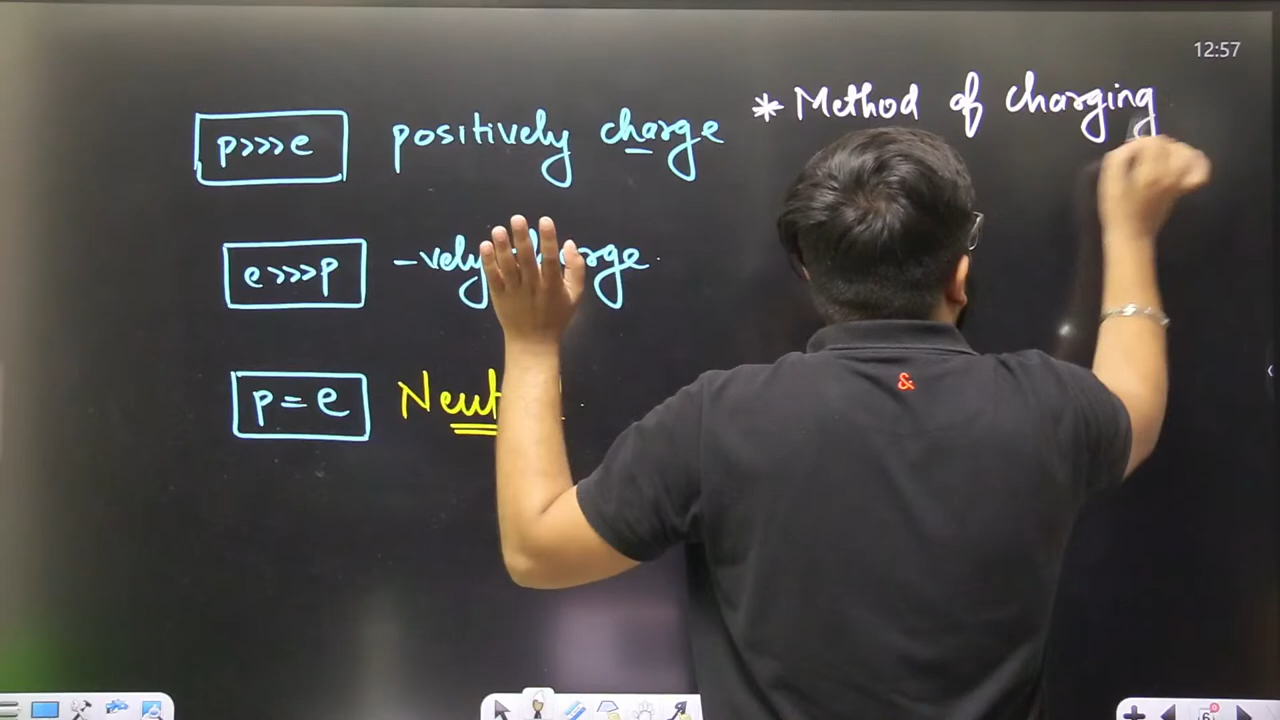 12:57
* Method of charging
p>>>e positively charge
e>>>p -vely
p = e
&